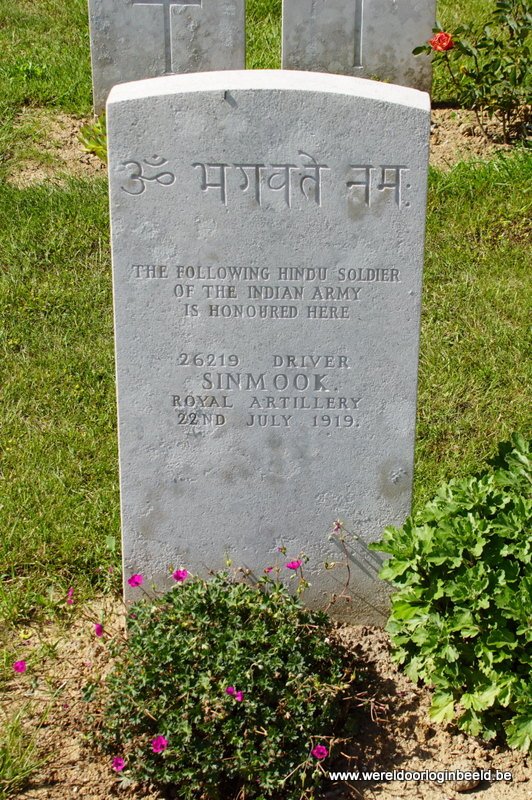 ॐ भगवते नमः
THE FOLLOWING HINDU SOLDIER
OF THE INDIAN ARMY
IS HONOURED HERE
26219 DRIVER
SINMOOK.
ROYAL ARTILLERY
22ND JULY 1919.
www.wereldoorloginbeeld.be